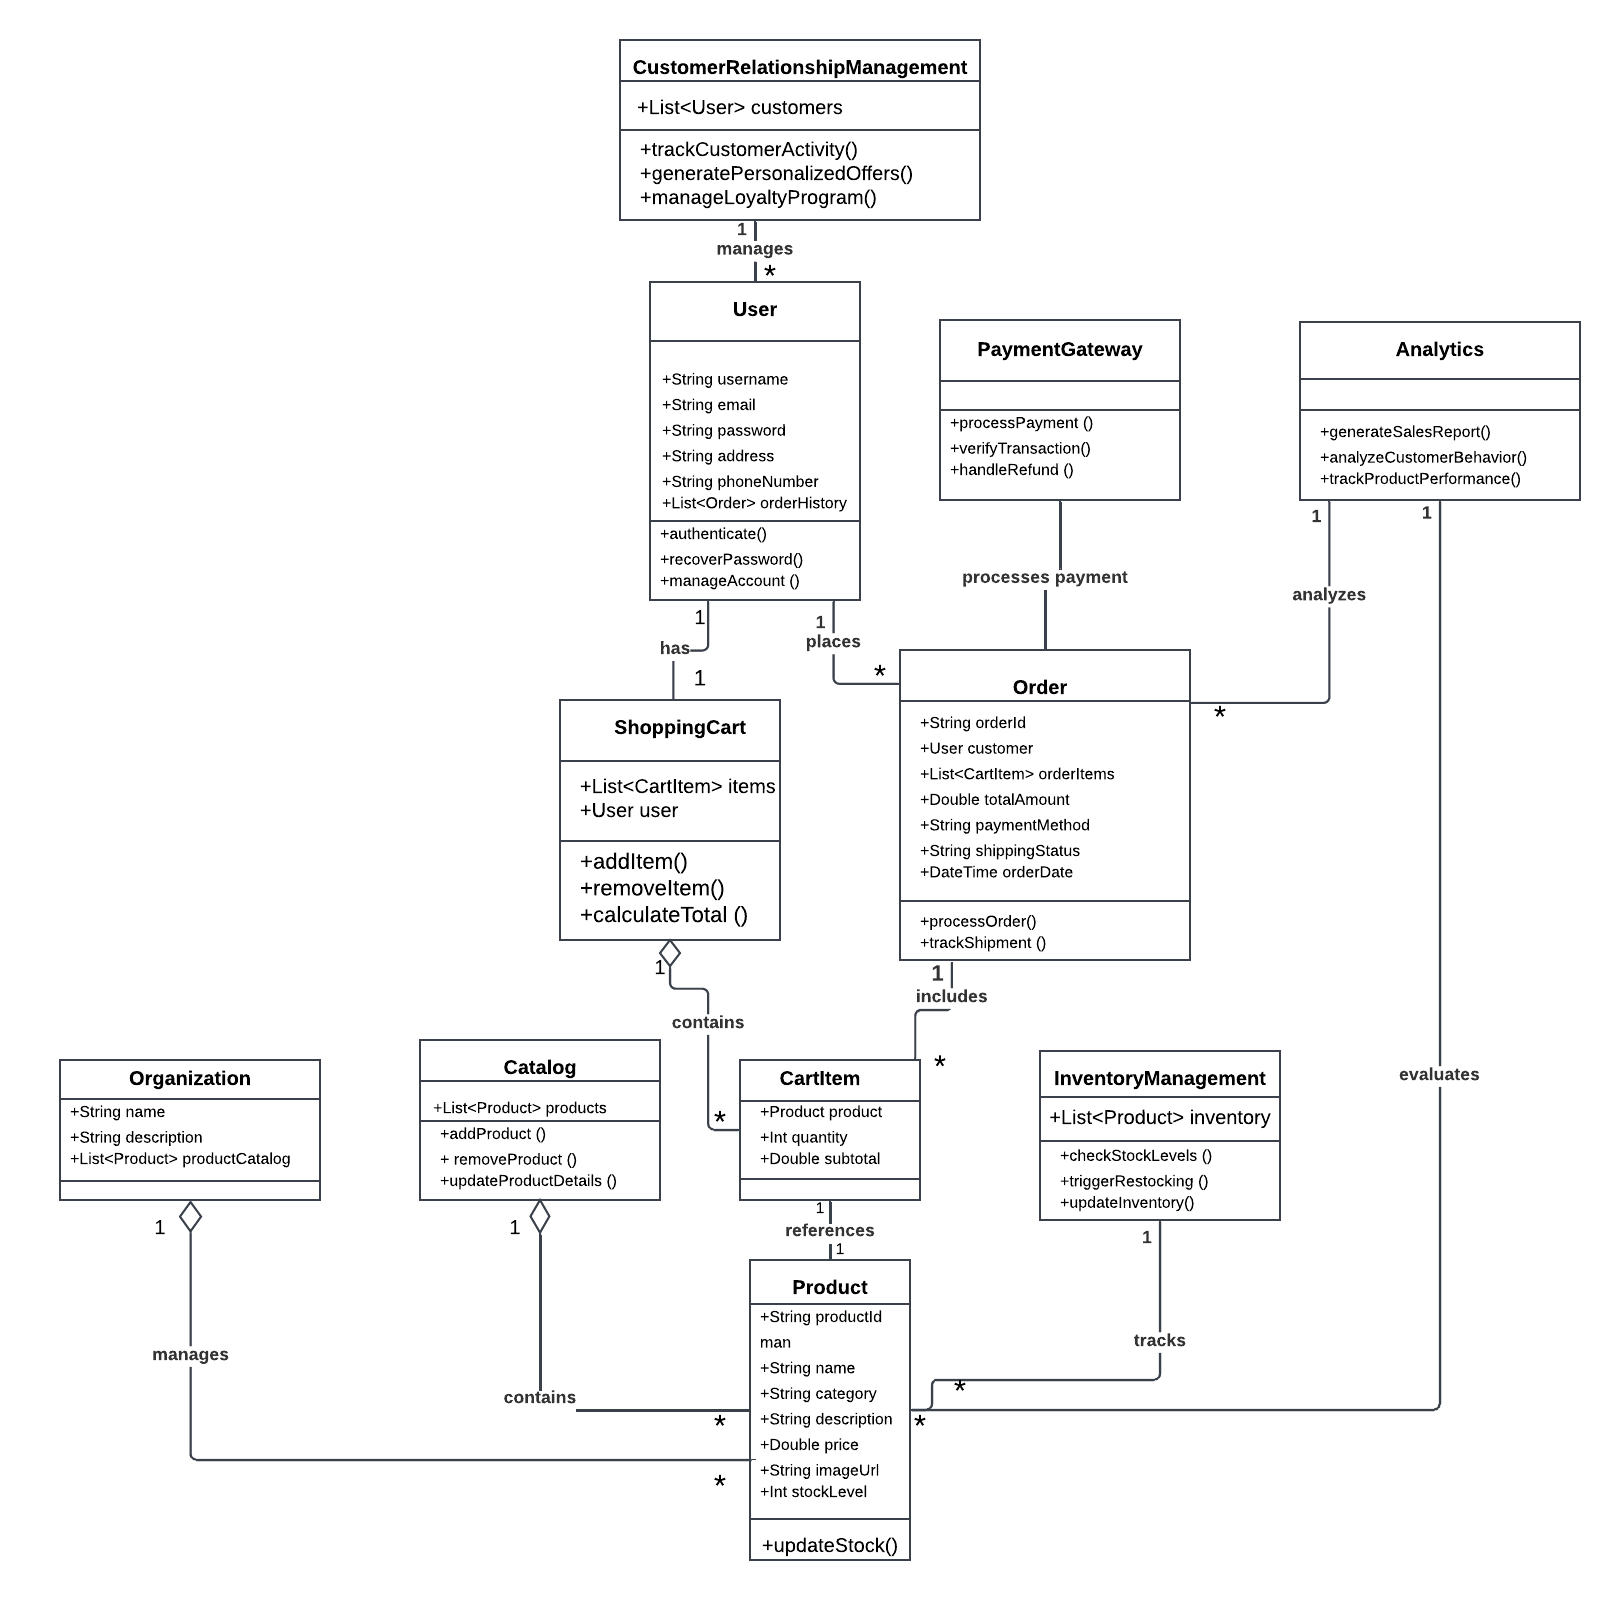 CustomerRelationshipManagement
+List<User> customers
+trackCustomerActivity()
+generatePersonalizedOffers()
+manageLoyaltyProgram()
1
manages
*
User
+String username
+String email
+String password
+String address
+String phoneNumber
+List<Order> orderHistory
+authenticate()
+recoverPassword()
+manageAccount ()
PaymentGateway
+processPayment ()
+verifyTransaction()
+handleRefund ()
Analytics
+generateSalesReport()
+analyzeCustomerBehavior()
+trackProductPerformance()
1
1
processes payment
analyzes
*
1
has
1
1
places
*
ShoppingCart
+List<CartItem> items
+User user
+addItem()
+removeItem()
+calculateTotal ()
Order
+String orderId
+User customer
+List<CartItem> orderItems
+Double totalAmount
+String paymentMethod
+String shippingStatus
+DateTime orderDate
+processOrder()
+trackShipment ()
1
contains
*
1
includes
*
Organization
+String name
+String description
+List<Product> productCatalog
Catalog
+List<Product> products
+addProduct ()
+ removeProduct ()
+updateProductDetails ()
CartItem
+Product product
+Int quantity
+Double subtotal
InventoryManagement
+List<Product> inventory
+checkStockLevels ()
+triggerRestocking ()
+updateInventory()
evaluates
1
manages
*
1
contains
*
1
references
1
1
tracks
*
*
Product
+String productId
man
+String name
+String category
+String description
+Double price
+String imageUrl
+Int stockLevel
+updateStock()